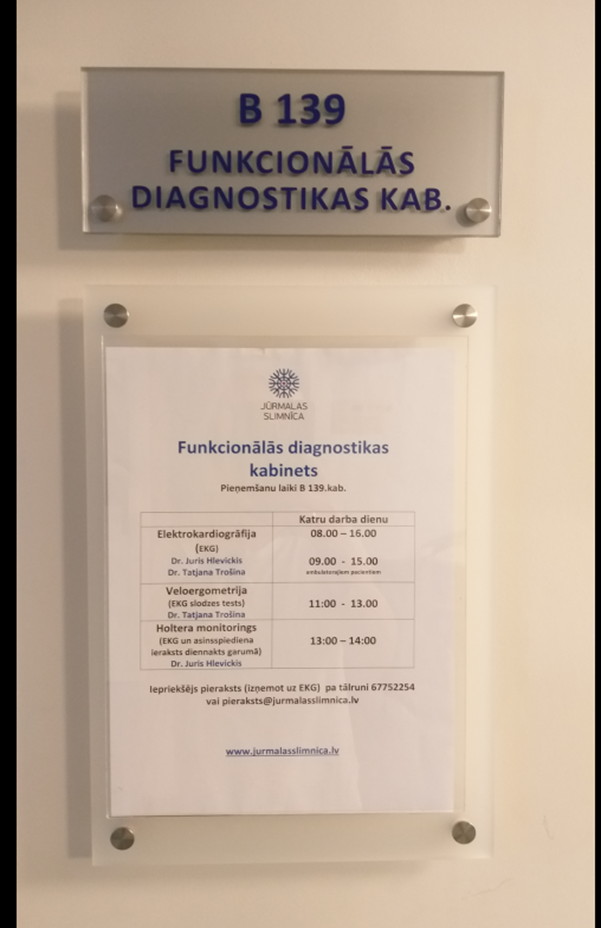 B 139
FUNKCIONĀLĀS
DIAGNOSTIKAS KAB.
JŪRMALAS
SLIMNĪCA
Funkcionālās diagnostikas
kabinets
Pieņemšanu laiki B 139.kab.
Katru darba dienu
Elektrokardiogrāfija 08.00 – 16.00
(EKG)
Dr. Juris Hlevickis 09.00 - 15.00
Dr. Tatjana Trošina ambulatorajiem pacientiem
Veloergometrija
(EKG slodzes tests) 11:00 - 13.00
Dr. Tatjana Trošina
Holtera monitorings
(EKG un asinsspiediena 13:00 – 14:00
ieraksts diennakts garumā)
Dr. Juris Hlevickis
Iepriekšējs pieraksts (izņemot uz EKG) pa tālruni 67752254
vai pieraksts@jurmalasslimnica.lv
www.jurmalasslimnica.lv